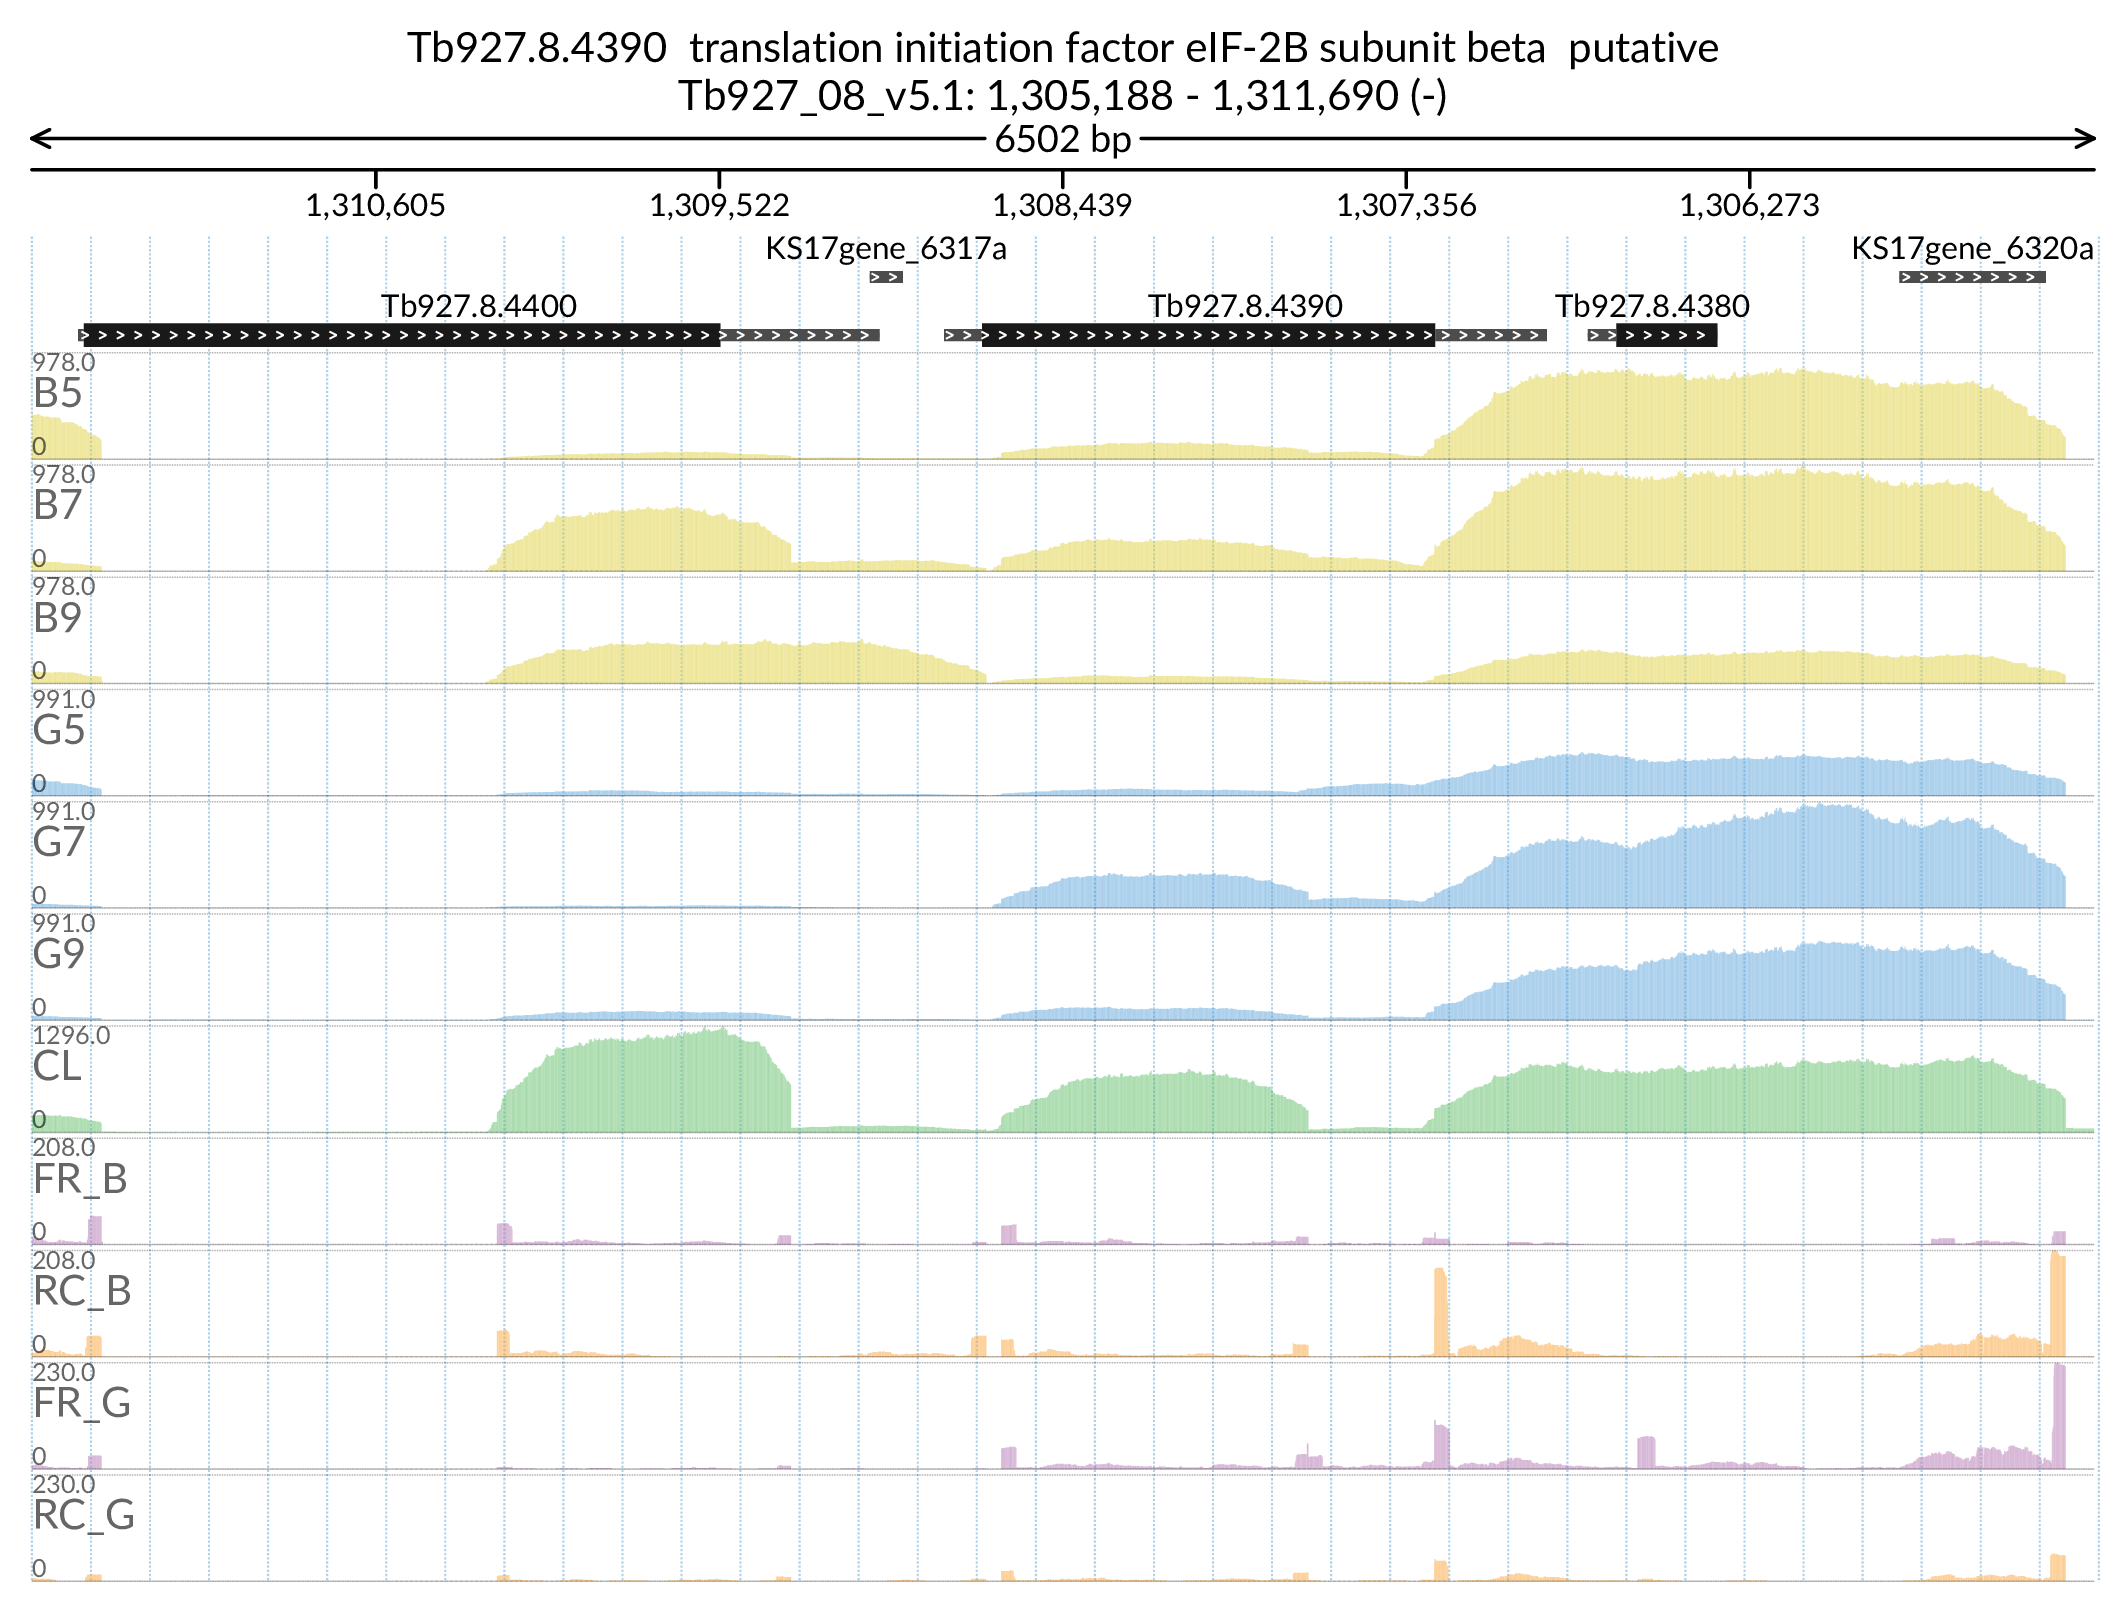 Tb927.8.4390  translation initiation factor eIF-2B subunit beta  putative
Tb927_08_v5.1: 1,305,188 - 1,311,690 (-)
6502 bp
1,310,605 1,309,522 1,308,439 1,307,356 1,306,273
KS17gene_6317a KS17gene_6320a
Tb927.8.4400 Tb927.8.4390 Tb927.8.4380
978.0
B5
0
978.0
B7
0
978.0
B9
0
991.0
G5
0
991.0
G7
0
991.0
G9
0
1296.0
CL
0
208.0
FR_B
0
208.0
RC_B
0
230.0
FR_G
0
230.0
RC_G
0